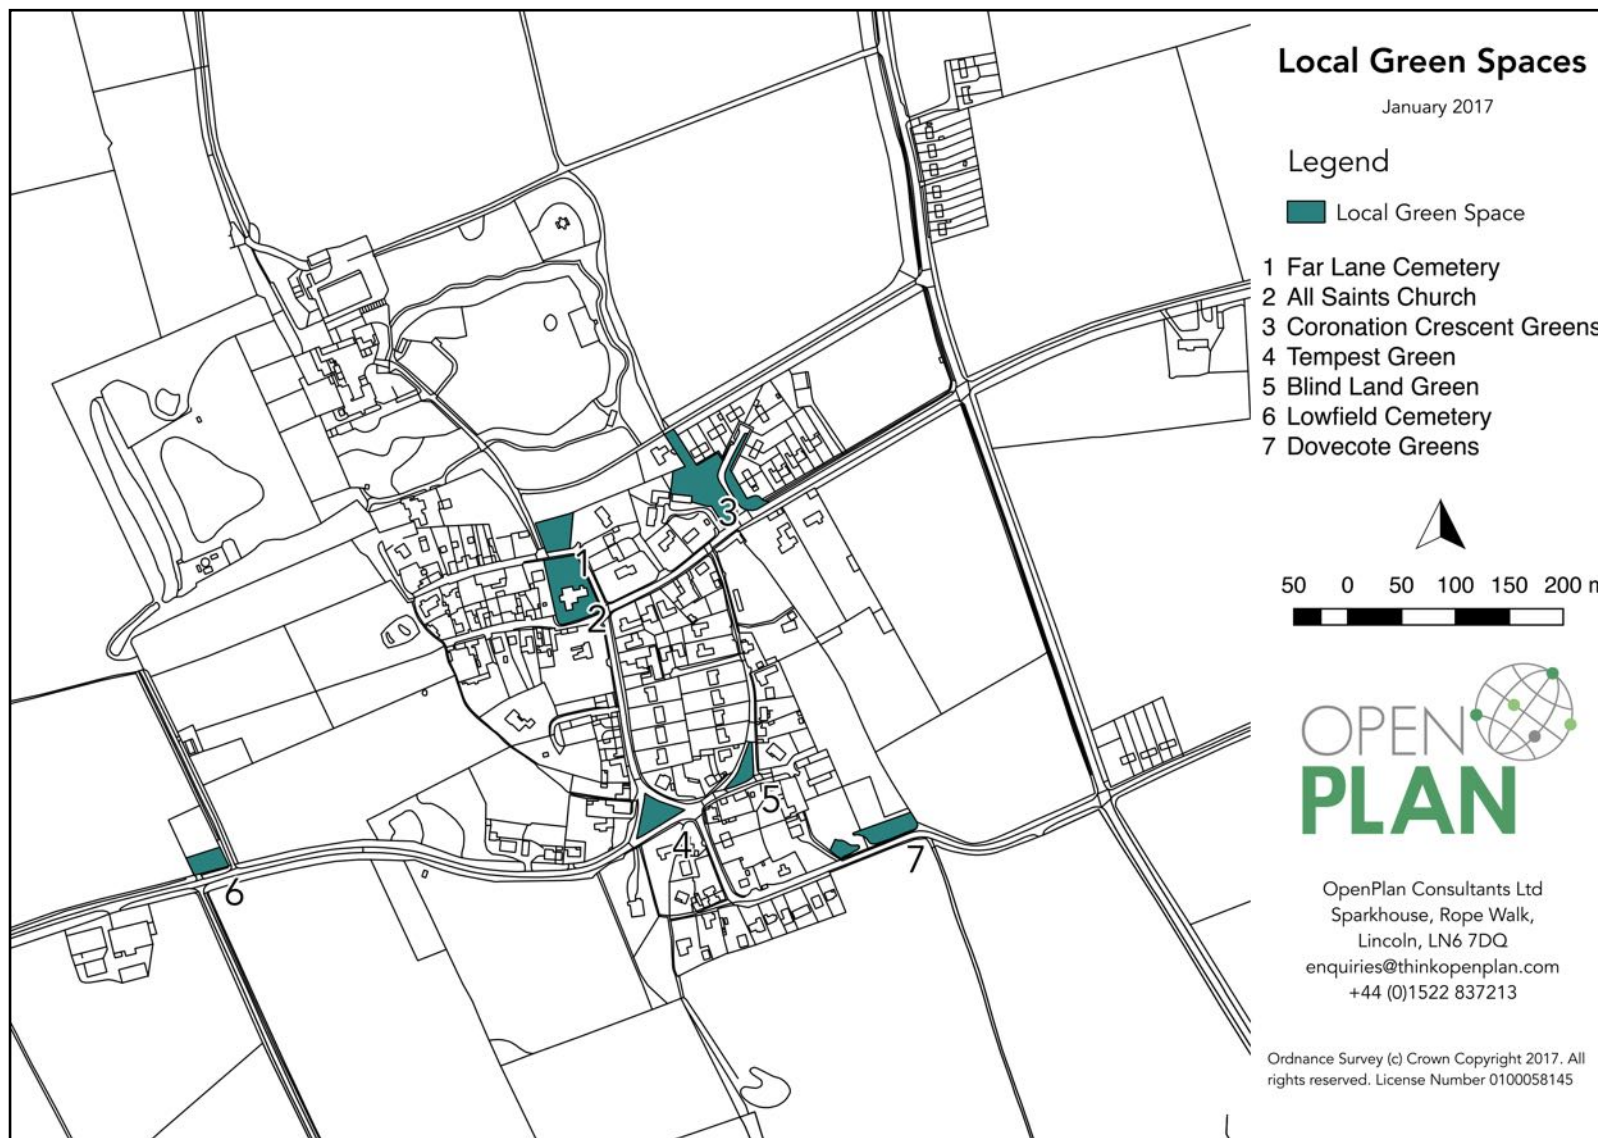 Local Green Spaces
January 2017
Legend
Local Green Space
1 Far Lane Cemetery
2 All Saints Church
3 Coronation Crescent Greens
4 Tempest Green
5 Blind Land Green
6 Lowfield Cemetery
7 Dovecote Greens
50 0 50 100 150 200 m
OPEN
PLAN
OpenPlan Consultants Ltd
Sparkhouse, Rope Walk,
Lincoln, LN6 7DQ
enquiries@thinkopenplan.com
+44 (0)1522 837213
Ordnance Survey (c) Crown Copyright 2017. All
rights reserved. License Number 0100058145
3
1
2
5
4
7
6